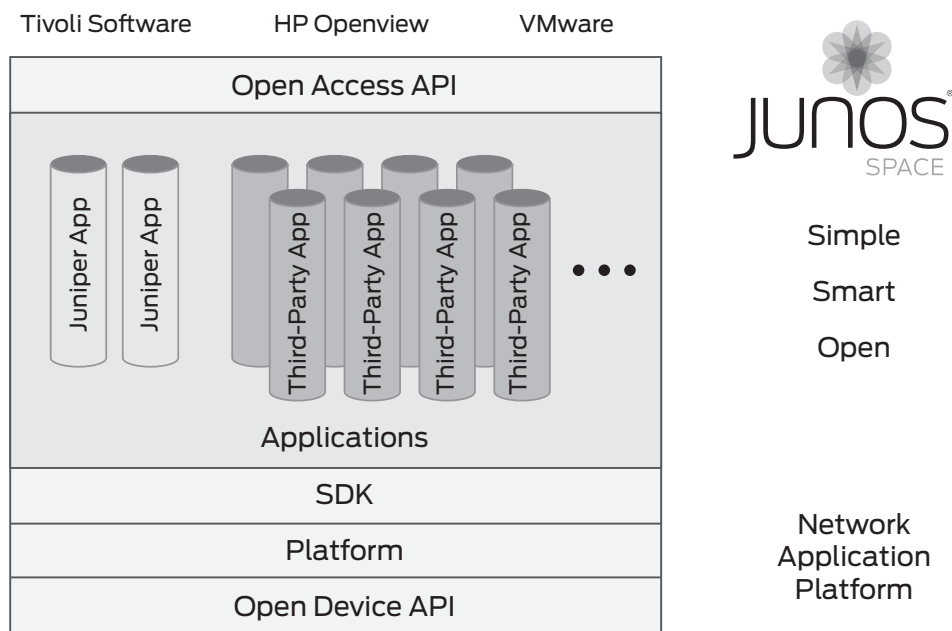 Tivoli Software
HP Openview
VMware
Open Access API
Juniper App
Juniper App
Third-Party App
Third-Party App
Third-Party App
Third-Party App
Applications
SDK
Platform
Open Device API
JUNOS®
SPACE
Simple
Smart
Open
Network
Application
Platform